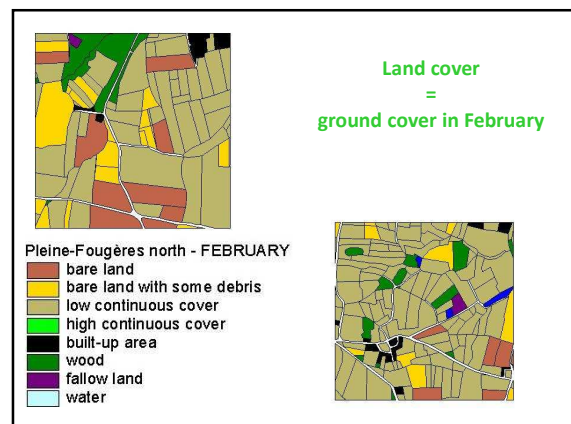 Land cover
=
ground cover in February
Pleine-Fougères north - FEBRUARY
bare land
bare land with some debris
low continuous cover
high continuous cover
built-up area
wood
fallow land
water